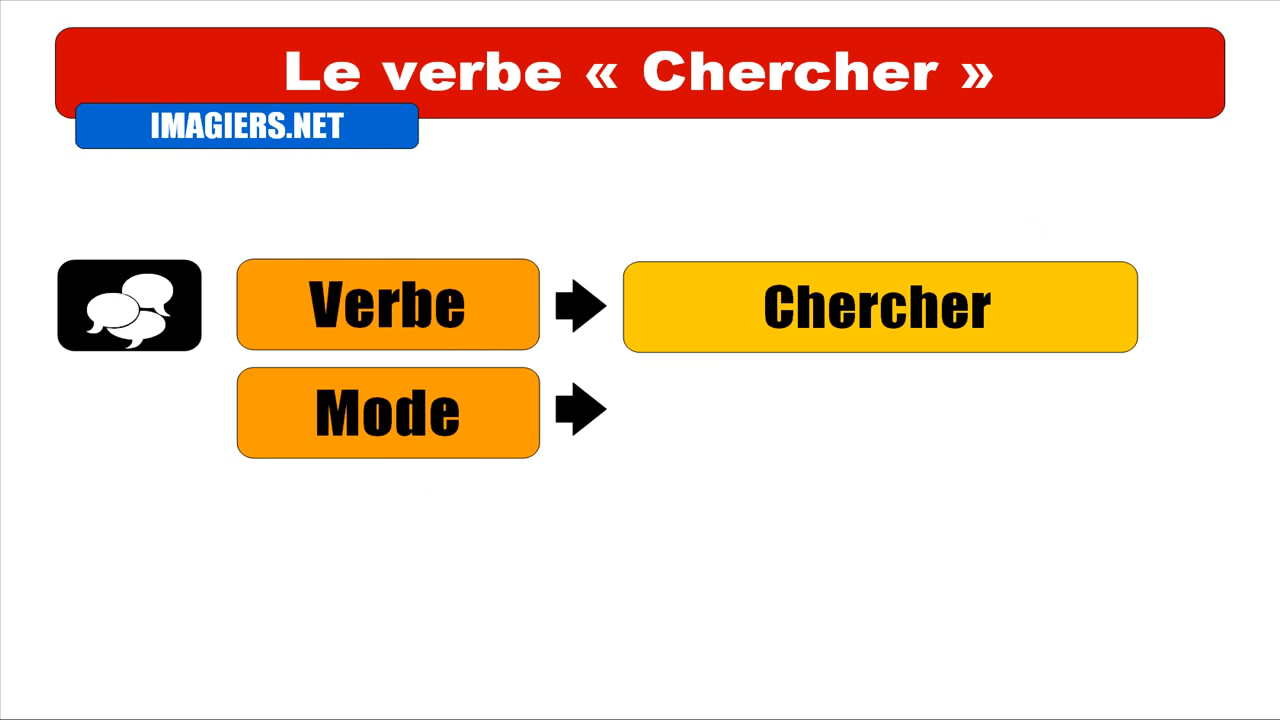 Le verbe « Chercher »
IMAGIERS.NET
Verbe
Chercher
Mode